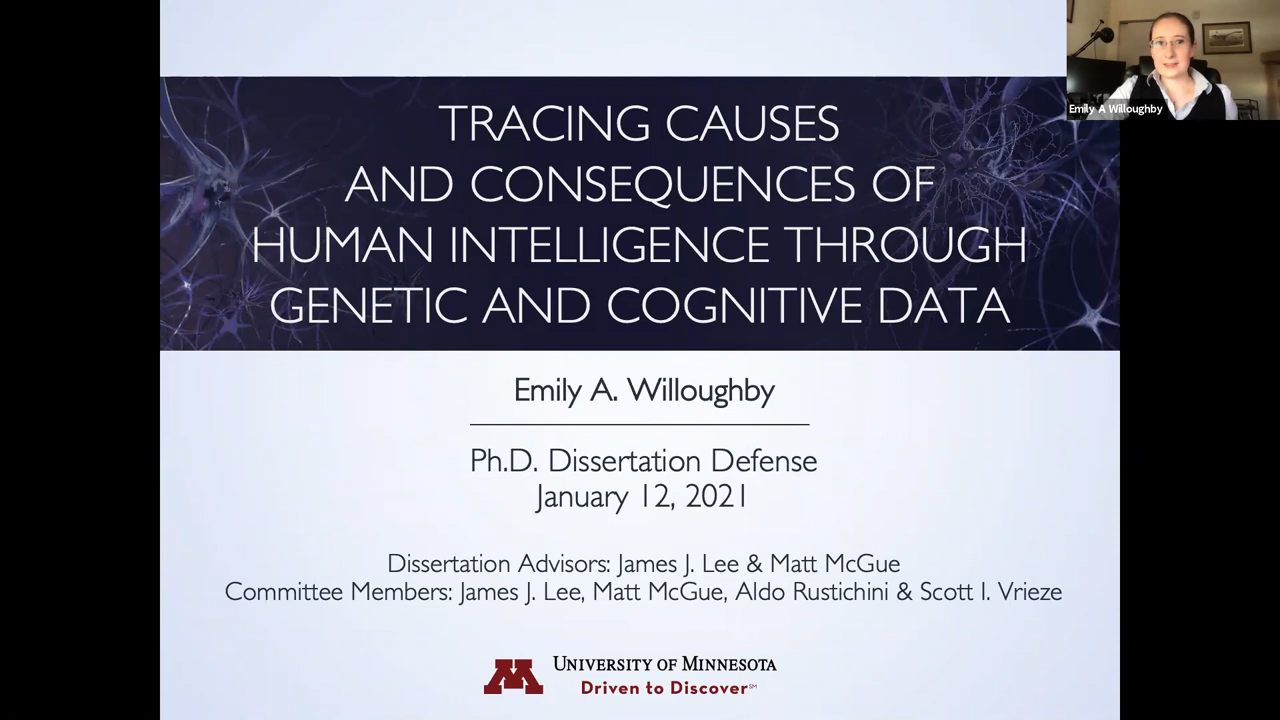 TRACING CAUSES
AND CONSEQUENCES OF
HUMAN INTELLIGENCE THROUGH
GENETIC AND COGNITIVE DATA
Emily A Willoughby
Emily A. Willoughby
Ph.D. Dissertation Defense
January 12, 2021
Dissertation Advisors: James J. Lee & Matt McGue
Committee Members: James J. Lee, Matt McGue, Aldo Rustichini & Scott I. Vrieze
UNIVERSITY OF MINNESOTA
Driven to Discover℠